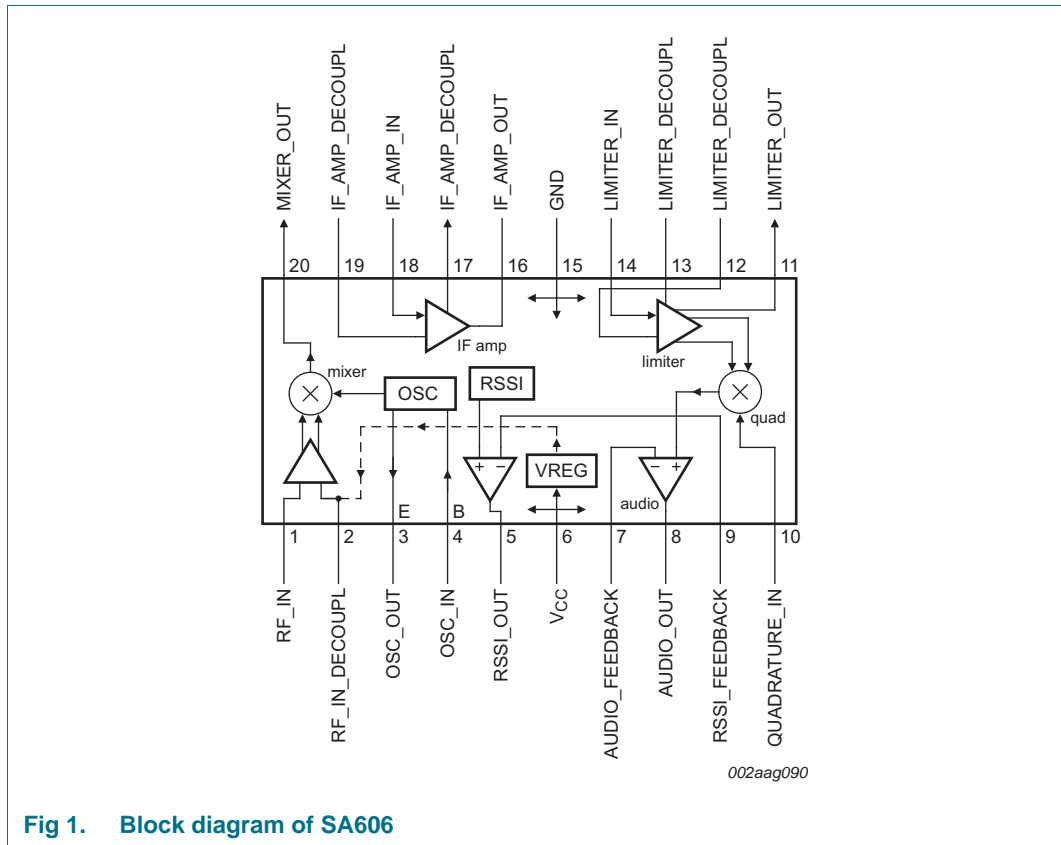 MIXER_OUT
IF_AMP_DECOUPL
IF_AMP_IN
IF_AMP_DECOUPL
IF_AMP_OUT
GND
LIMITER_IN
LIMITER_DECOUPL
LIMITER_DECOUPL
LIMITER_OUT
20 19 18 17 16 15 14 13 12 11
IF amp
limiter
mixer
OSC
RSSI
quad
+ −
VREG
− +
audio
E B
1 2 3 4 5 6 7 8 9 10
RF_IN
RF_IN_DECOUPL
OSC_OUT
OSC_IN
RSSI_OUT
VCC
AUDIO_FEEDBACK
AUDIO_OUT
RSSI_FEEDBACK
QUADRATURE_IN
002aag090
Fig 1. Block diagram of SA606